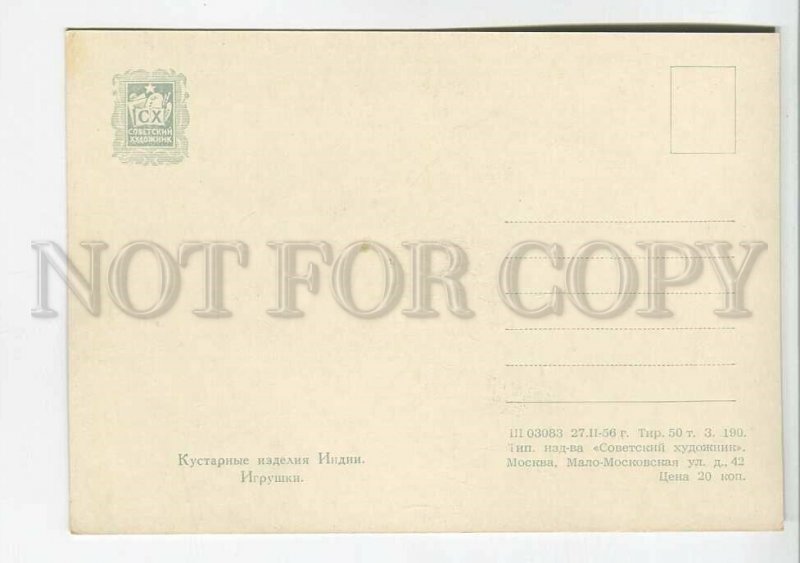 СХ
СОВЕТСКИЙ
ХУДОЖНИК
NOT FOR COPY
Кустарные изделия Индии.
Игрушки.
Ш 03083 27.II-56 г. Тир. 50 т. З. 190.
Тип. изд-ва «Советский художник».
Москва, Мало-Московская ул. д., 42
Цена 20 коп.